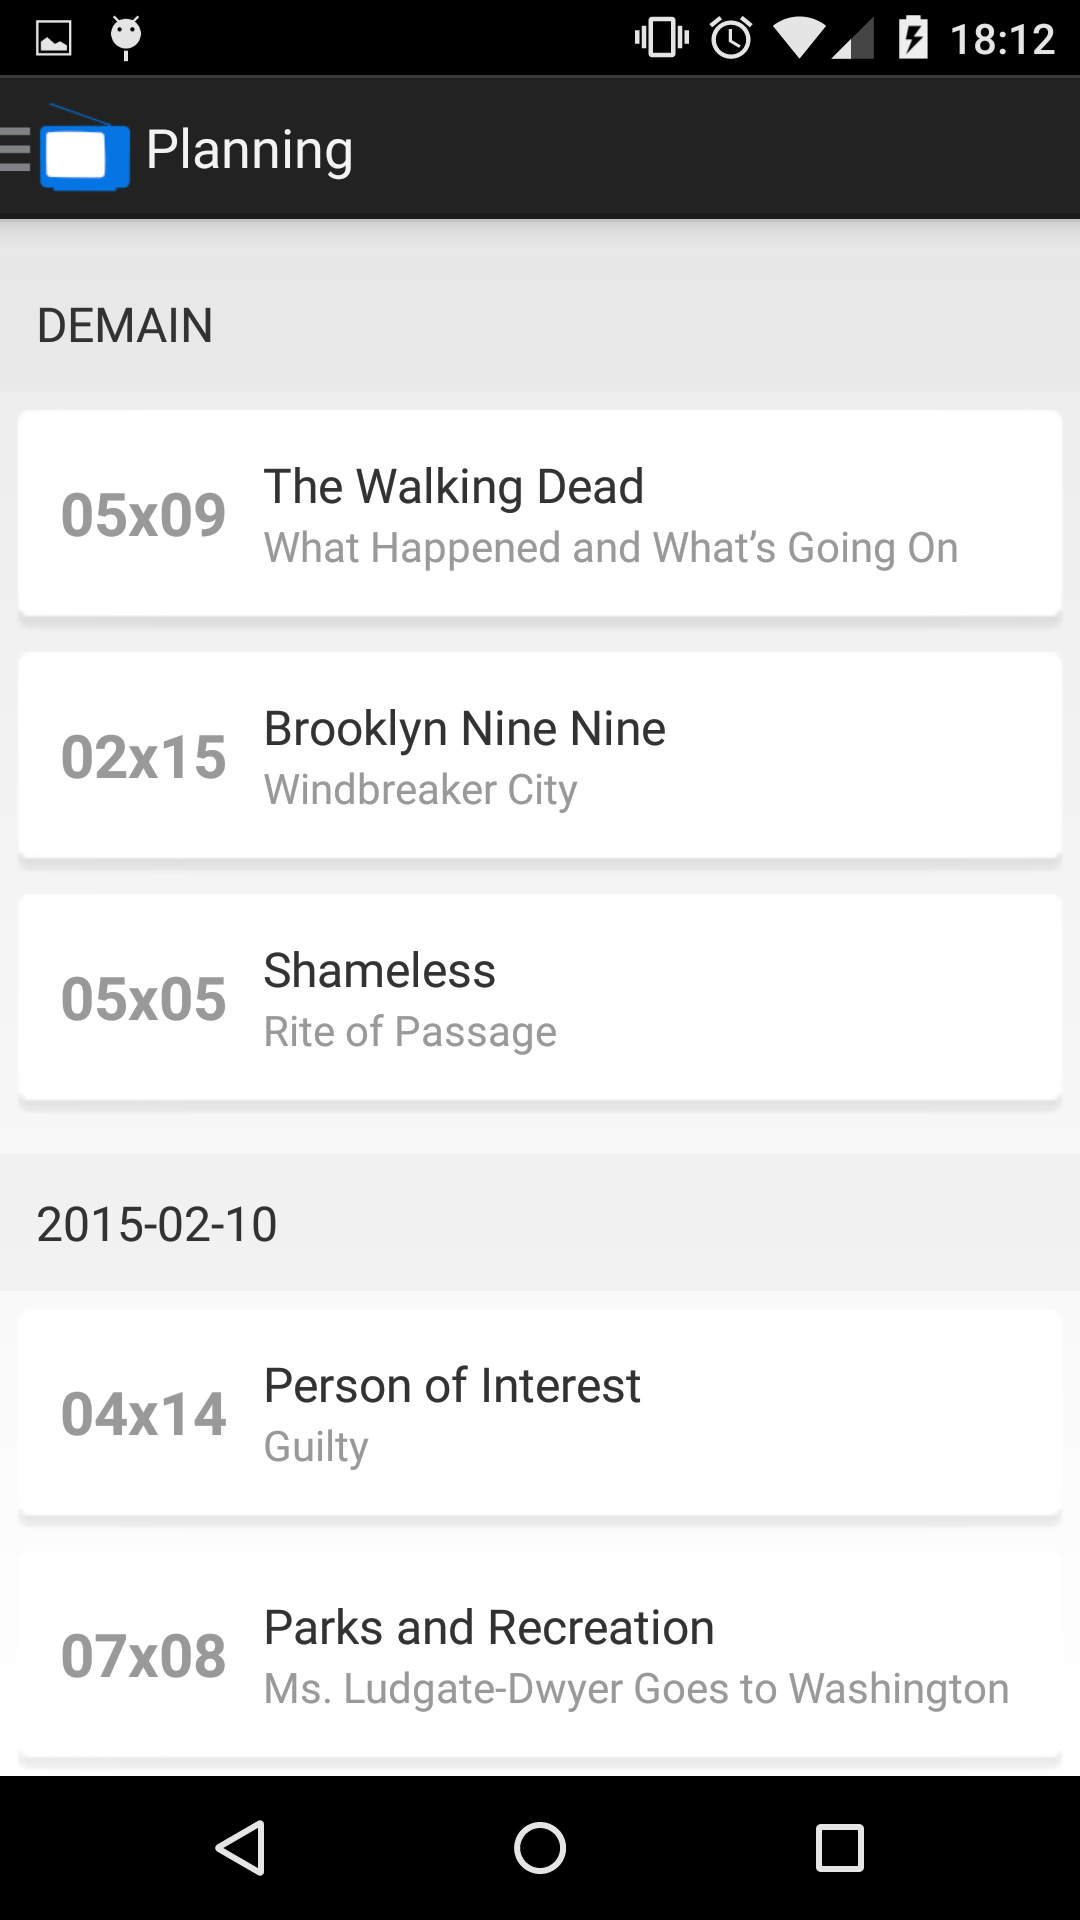 18:12
Planning
DEMAIN
05x09
The Walking Dead
What Happened and What’s Going On
02x15
Brooklyn Nine Nine
Windbreaker City
05x05
Shameless
Rite of Passage
2015-02-10
04x14
Person of Interest
Guilty
07x08
Parks and Recreation
Ms. Ludgate-Dwyer Goes to Washington